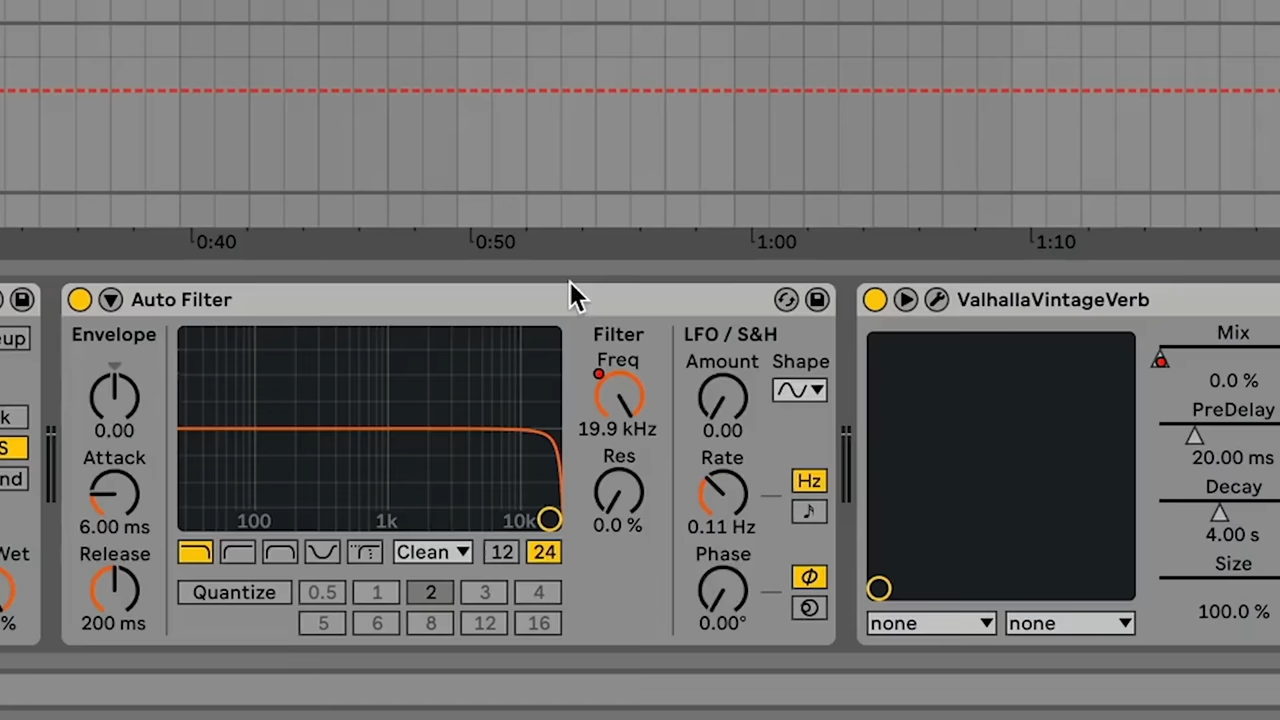 0:40
0:50
1:00
1:10
Auto Filter
ValhallaVintageVerb
up
Envelope
Filter
LFO / S&H
Mix
Freq
Amount
Shape
0.0 %
0.00
19.9 kHz
0.00
PreDelay
k
S
Attack
Res
Rate
Hz
20.00 ms
nd
Decay
100
1k
10k
6.00 ms
0.0 %
0.11 Hz
4.00 s
Wet
Release
Clean
12
24
Phase
Size
Quantize
0.5
1
2
3
4
%
200 ms
5
6
8
12
16
0.00°
none
none
100.0 %